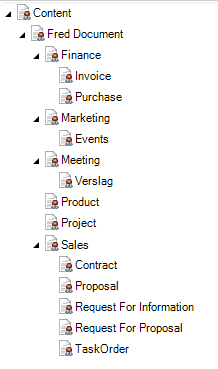 Content
Fred Document
Finance
Invoice
Purchase
Marketing
Events
Meeting
Verslag
Product
Project
Sales
Contract
Proposal
Request For Information
Request For Proposal
TaskOrder